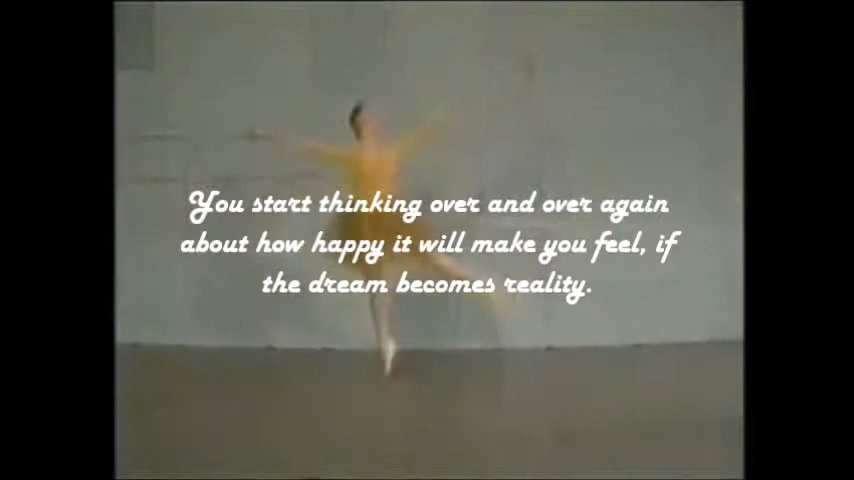 You start thinking over and over again
about how happy it will make you feel, if
the dream becomes reality.